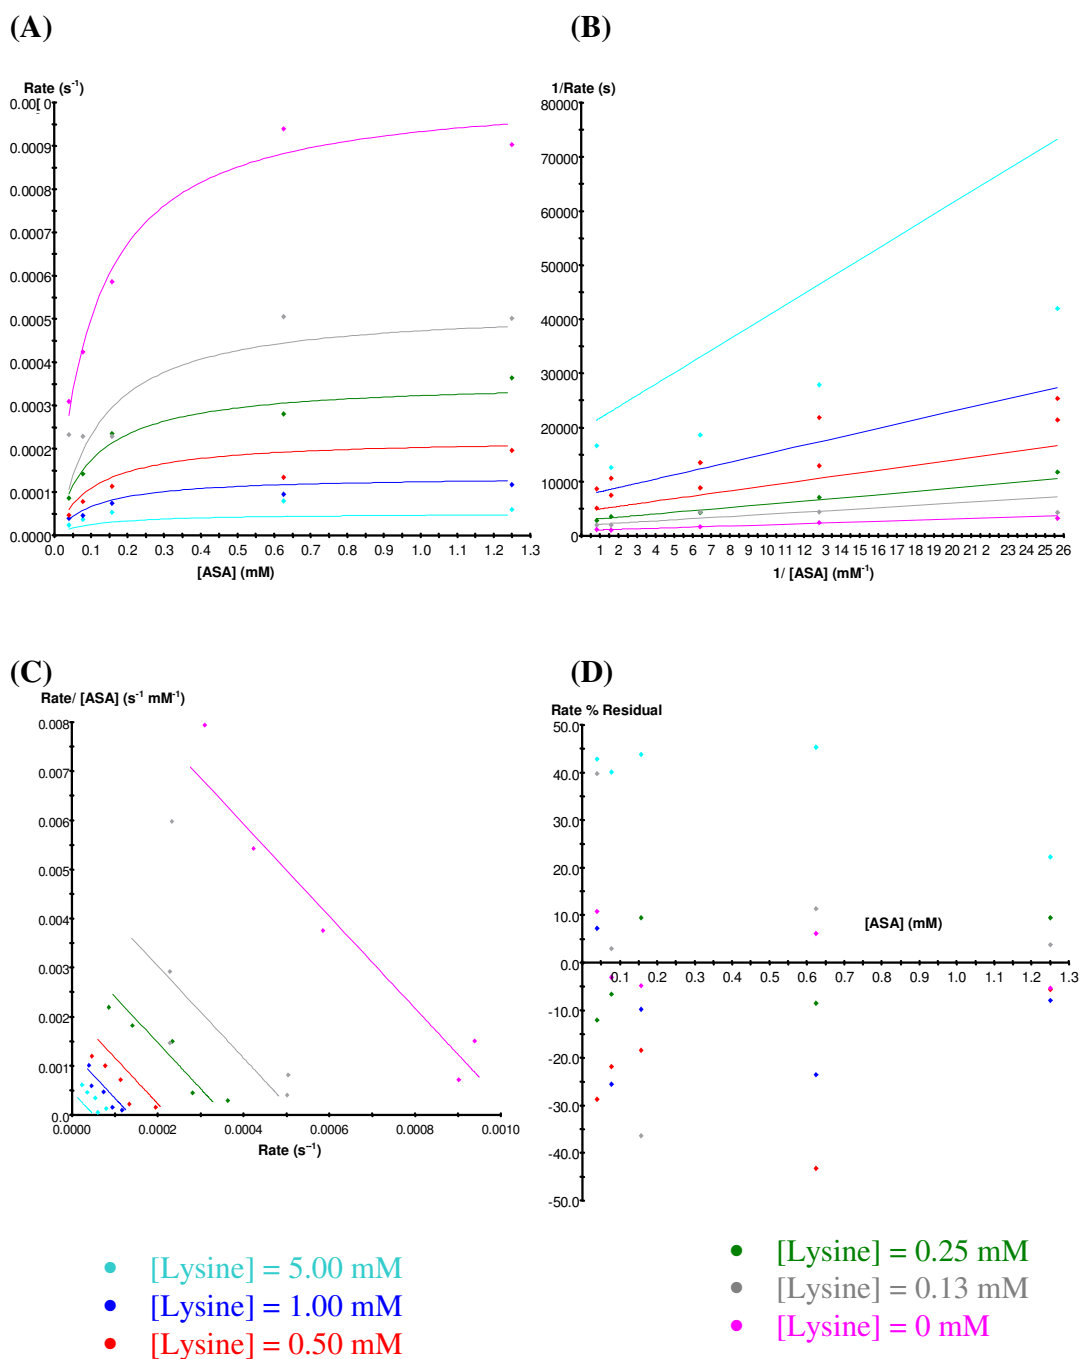 (A)
Rate (s⁻¹)
0.00[0
0.0009
0.0008
0.0007
0.0006
0.0005
0.0004
0.0003
0.0002
0.0001
0.0000
0.0 0.1 0.2 0.3 0.4 0.5 0.6 0.7 0.8 0.9 1.0 1.1 1.2 1.3
[ASA] (mM)
(B)
1/Rate (s)
80000
70000
60000
50000
40000
30000
20000
10000
0
1 2 3 4 5 6 7 8 9 10 11 12 3 14 15 16 17 18 19 20 21 2 23 24 25 26
1/ [ASA] (mM⁻¹)
(C)
Rate/ [ASA] (s⁻¹ mM⁻¹)
0.008
0.007
0.006
0.005
0.004
0.003
0.002
0.001
0.0
0.0000 0.0002 0.0004 0.0006 0.0008 0.0010
Rate (s⁻¹)
(D)
Rate % Residual
50.0
40.0
30.0
20.0
10.0
0.0
-10.0
-20.0
-30.0
-40.0
-50.0
[ASA] (mM)
0.1 0.2 0.3 0.4 0.5 0.6 0.7 0.8 0.9 1.0 1.1 1.2 1.3
[Lysine] = 5.00 mM
[Lysine] = 1.00 mM
[Lysine] = 0.50 mM
[Lysine] = 0.25 mM
[Lysine] = 0.13 mM
[Lysine] = 0 mM